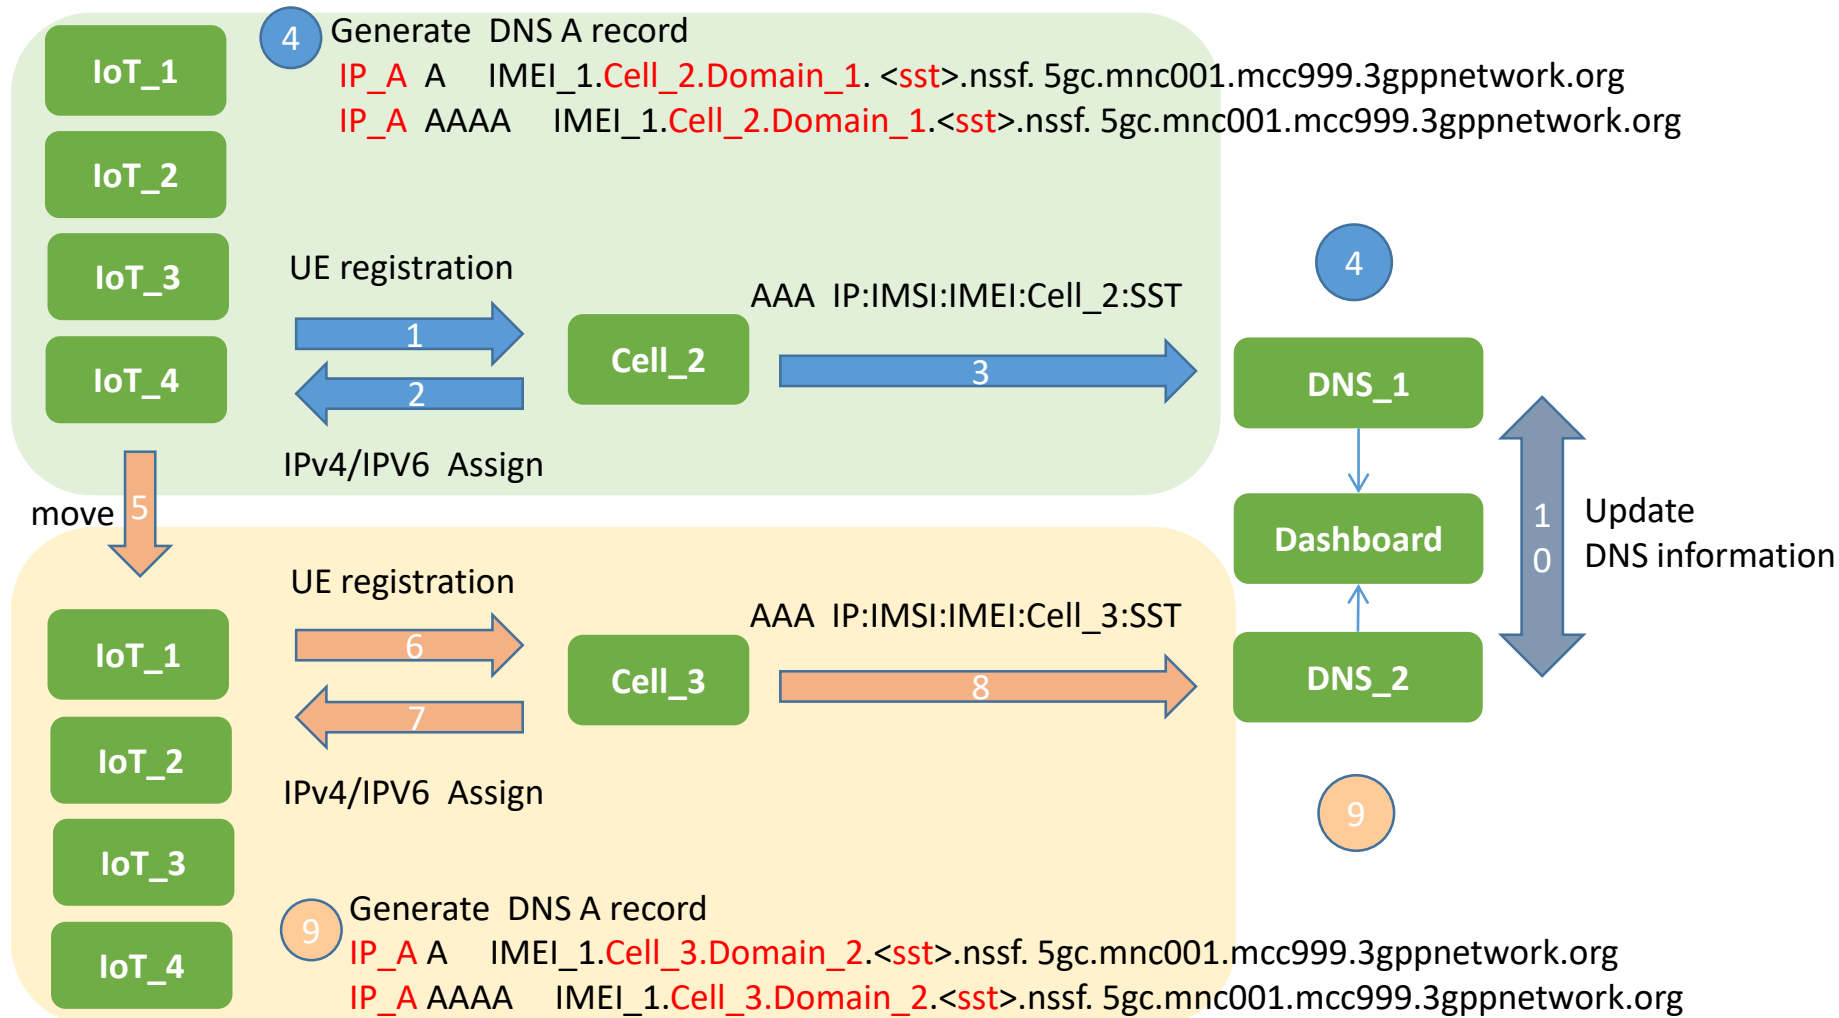 IoT_1
IoT_2
IoT_3
IoT_4
4
Generate DNS A record
IP_A A IMEI_1.Cell_2.Domain_1. <sst>.nssf. 5gc.mnc001.mcc999.3gppnetwork.org
IP_A AAAA IMEI_1.Cell_2.Domain_1.<sst>.nssf. 5gc.mnc001.mcc999.3gppnetwork.org
UE registration
1
2
IPv4/IPV6 Assign
Cell_2
AAA IP:IMSI:IMEI:Cell_2:SST
3
4
DNS_1
Dashboard
DNS_2
10
Update
DNS information
move
5
IoT_1
IoT_2
IoT_3
IoT_4
UE registration
6
7
IPv4/IPV6 Assign
Cell_3
AAA IP:IMSI:IMEI:Cell_3:SST
8
9
9
Generate DNS A record
IP_A A IMEI_1.Cell_3.Domain_2.<sst>.nssf. 5gc.mnc001.mcc999.3gppnetwork.org
IP_A AAAA IMEI_1.Cell_3.Domain_2.<sst>.nssf. 5gc.mnc001.mcc999.3gppnetwork.org